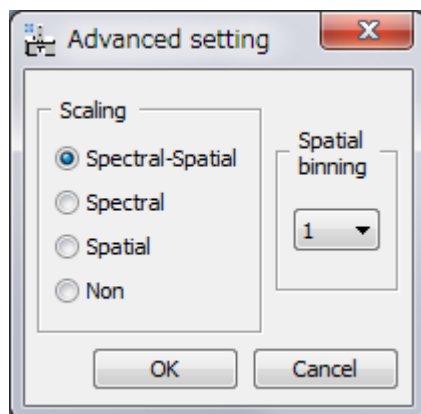 Advanced setting
Scaling
Spectral-Spatial
Spectral
Spatial
Non
Spatial
binning
1
OK
Cancel